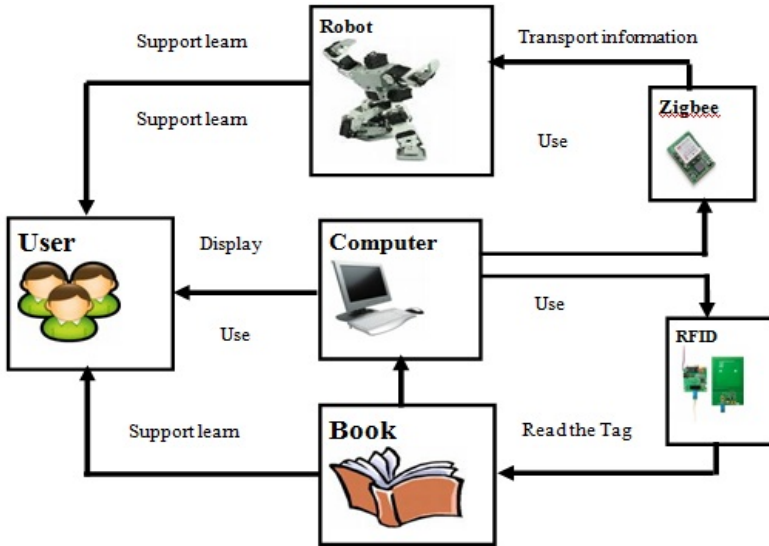 Support learn
Robot
Transport information
Support learn
Use
Zigbee
User
Display
Computer
Use
Use
RFID
Support learn
Book
Read the Tag